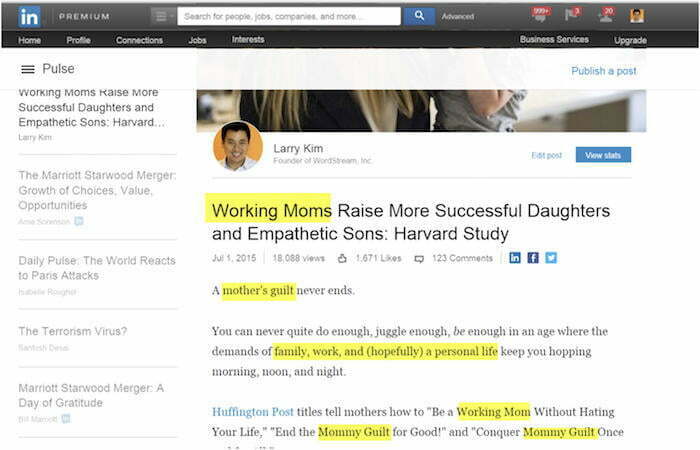 in PREMIUM Search for people, jobs, companies, and more... Advanced 999+ 3 20
Home Profile Connections Jobs Interests Business Services Upgrade
Pulse Publish a post
Working Moms Raise More
Successful Daughters and
Empathetic Sons: Harvard...
Larry Kim
The Marriott Starwood Merger:
Growth of Choices, Value,
Opportunities
Arne Sorenson in
Daily Pulse: The World Reacts
to Paris Attacks
Isabelle Roughol
The Terrorism Virus?
Santosh Desai
Marriott Starwood Merger: A
Day of Gratitude
Bill Marriott in
Larry Kim
Founder of WordStream, Inc.
Edit post View stats
Working Moms Raise More Successful Daughters
and Empathetic Sons: Harvard Study
Jul 1, 2015 18,088 views 1,671 Likes 123 Comments in f
A mother's guilt never ends.
You can never quite do enough, juggle enough, be enough in an age where the
demands of family, work, and (hopefully) a personal life keep you hopping
morning, noon, and night.
Huffington Post titles tell mothers how to "Be a Working Mom Without Hating
Your Life," "End the Mommy Guilt for Good!" and "Conquer Mommy Guilt Once